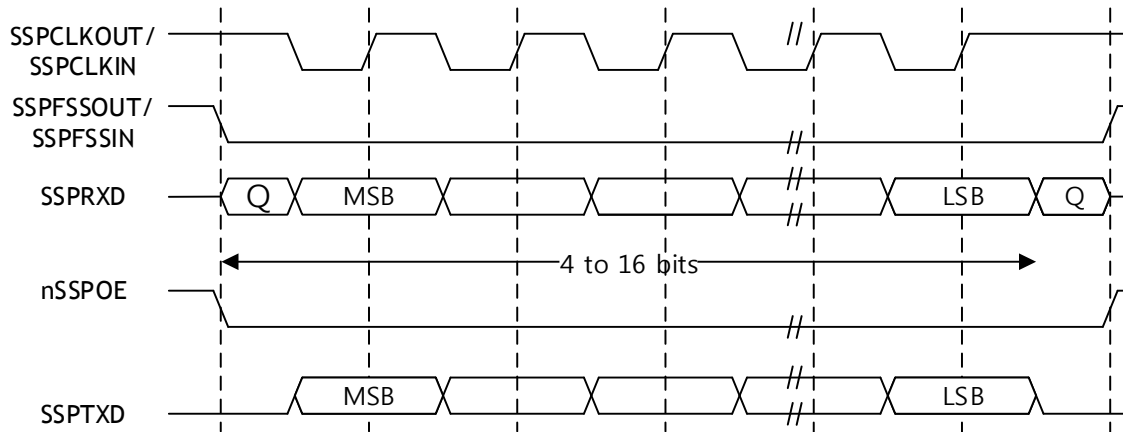 SSPCLKOUT/
SSPCLKIN
SSPFSSOUT/
SSPFSSIN
SSPRXD Q MSB LSB Q
4 to 16 bits
nSSPOE
SSPTXD MSB LSB